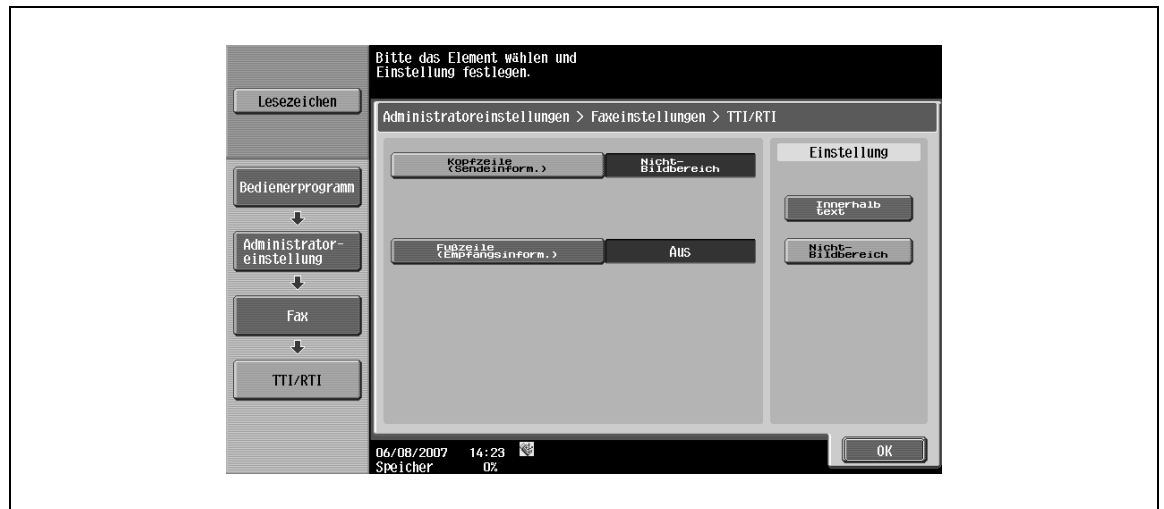 Bitte das Element wählen und
Einstellung festlegen.
Lesezeichen
Administratoreinstellungen > Faxeinstellungen > TTI/RTI
Kopfzeile
(Sendeinform.)
Nicht-
Bildbereich
Einstellung
Innerhalb
text
Bedienerprogramm
Administrator-
einstellung
Fußzeile
(Empfangsinform.)
Aus
Nicht-
Bildbereich
Fax
TTI/RTI
06/08/2007 14:23
Speicher 0%
OK